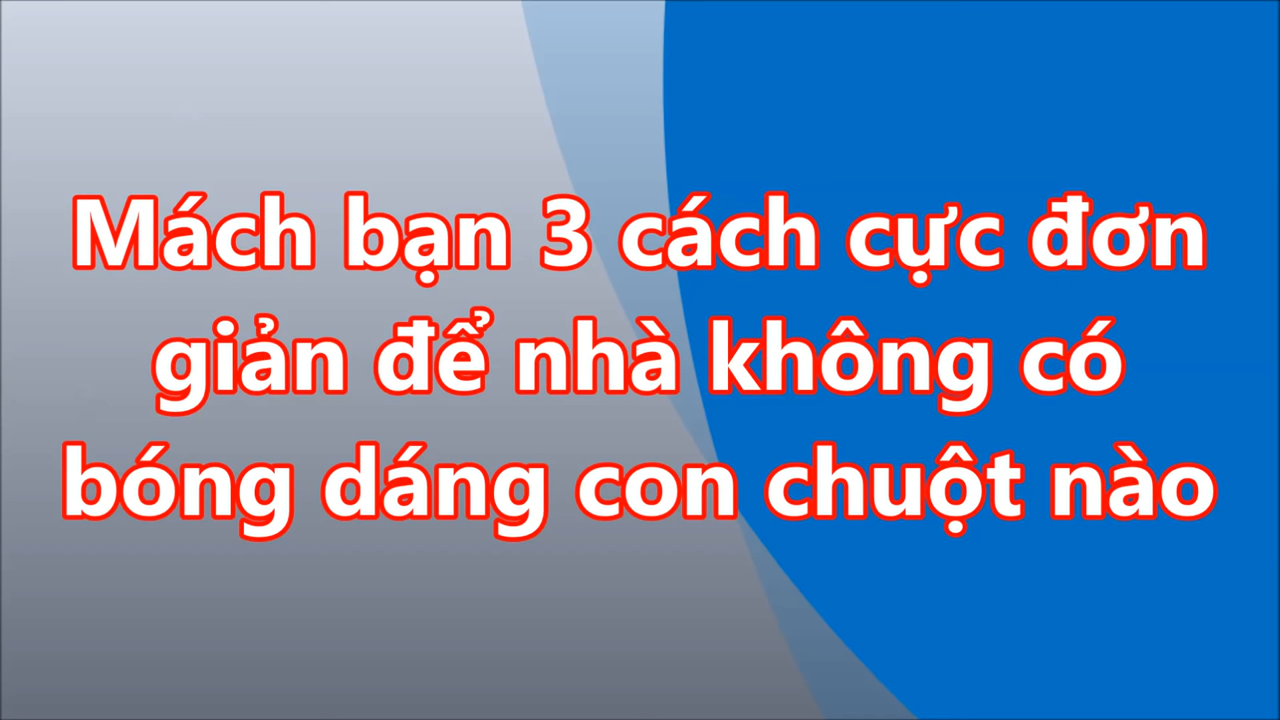 Mách bạn 3 cách cực đơn
giản để nhà không có
bóng dáng con chuột nào